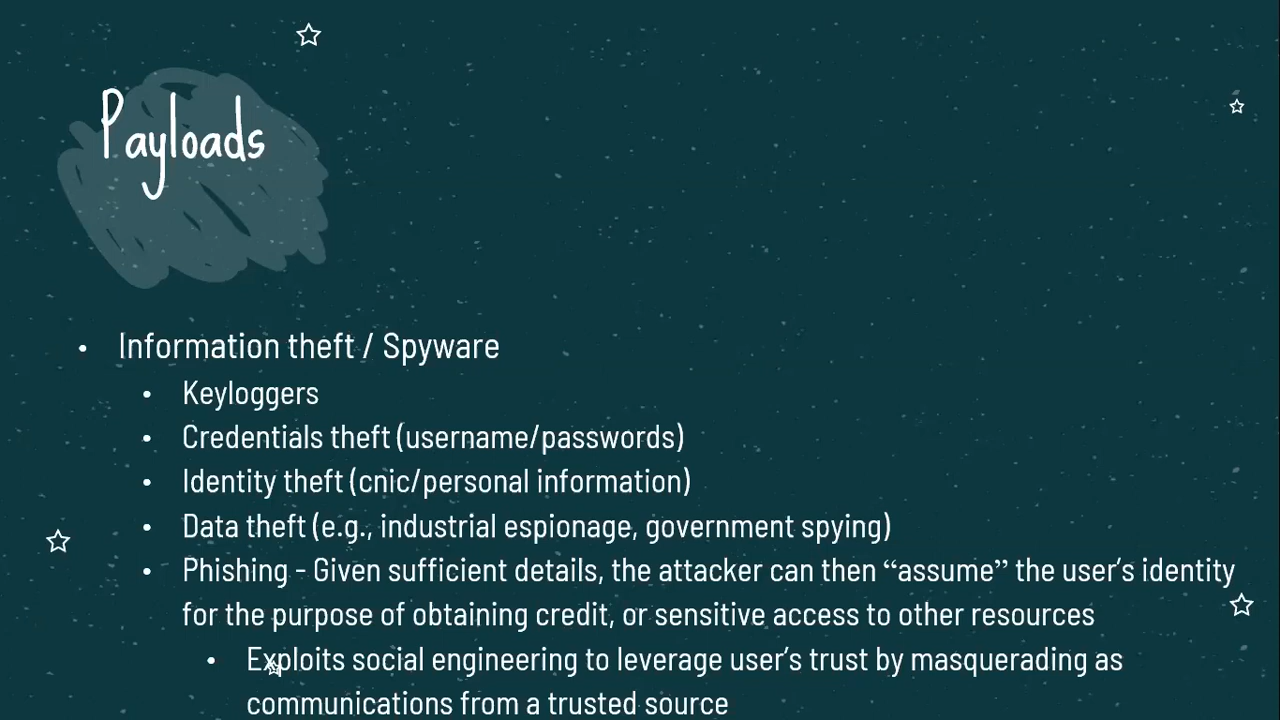 Payloads
• Information theft / Spyware
• Keyloggers
• Credentials theft (username/passwords)
• Identity theft (cnic/personal information)
• Data theft (e.g., industrial espionage, government spying)
• Phishing - Given sufficient details, the attacker can then “assume” the user’s identity
for the purpose of obtaining credit, or sensitive access to other resources
• Exploits social engineering to leverage user’s trust by masquerading as
communications from a trusted source